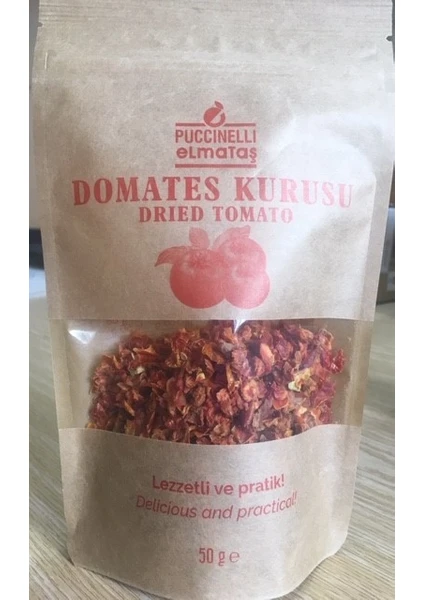 PUCCINELLI
eLmaTaş
DOMATES KURUSU
DRIED TOMATO
Lezzetli ve pratik!
Delicious and practical!
50 g ℮